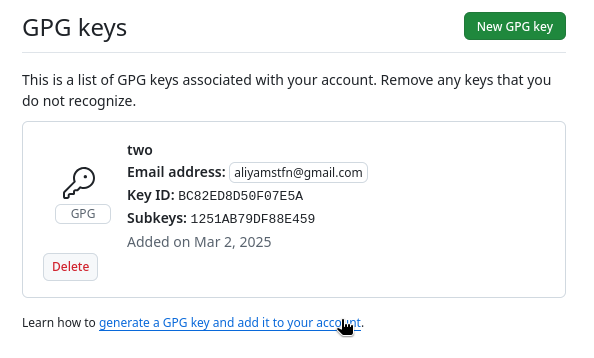 GPG keys
New GPG key
This is a list of GPG keys associated with your account. Remove any keys that you
do not recognize.
two
Email address: aliyamstfn@gmail.com
Key ID: BC82ED8D50F07E5A
Subkeys: 1251AB79DF88E459
Added on Mar 2, 2025
GPG
Delete
Learn how to generate a GPG key and add it to your account.